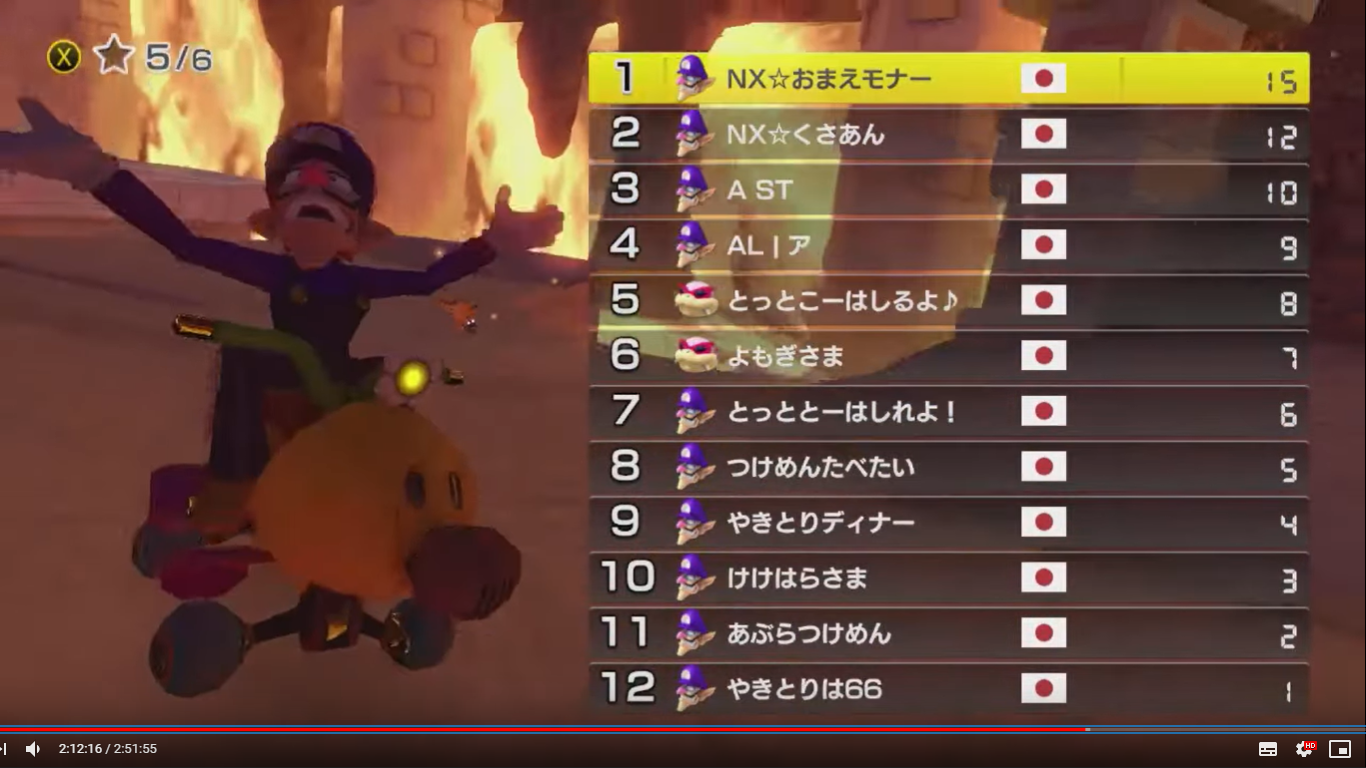 X ☆ 5/6
1 NX☆おまえモナー 15
2 NX☆くさあん 12
3 A ST 10
4 AL | ア 9
5 とっとこーはしるよ♪ 8
6 よもぎさま 7
7 とっととーはしれよ！ 6
8 つけめんたべたい 5
9 やきとりディナー 4
10 けけはらさま 3
11 あぶらつけめん 2
12 やきとりは66 1
2:12:16 / 2:51:55 HD